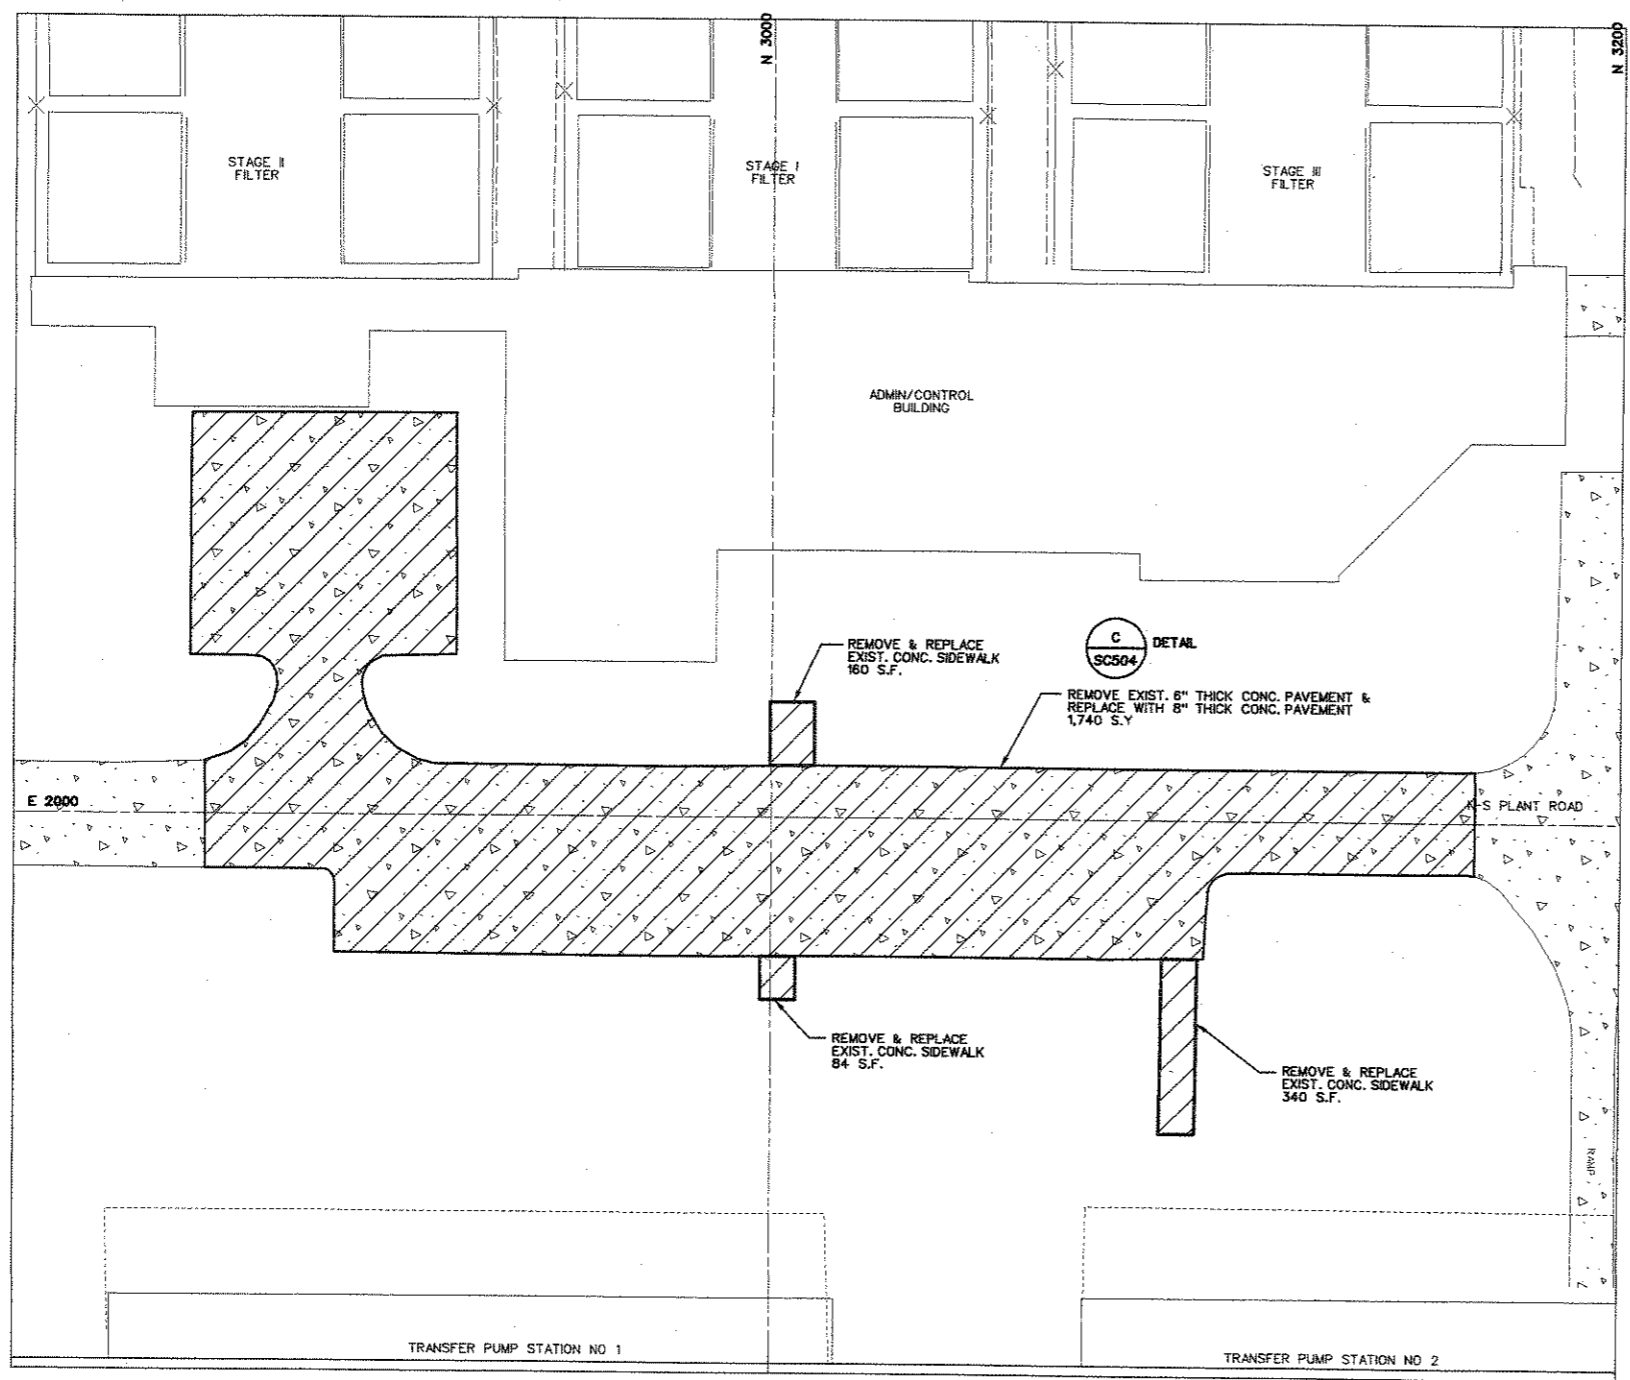 N 3000
N 3200
STAGE II
FILTER
STAGE I
FILTER
STAGE III
FILTER
ADMIN/CONTROL
BUILDING
REMOVE & REPLACE
EXIST. CONC. SIDEWALK
160 S.F.
C
SC504
DETAIL
REMOVE EXIST. 6" THICK CONC. PAVEMENT &
REPLACE WITH 8" THICK CONC. PAVEMENT
1,740 S.Y
E 2000
K-S PLANT ROAD
REMOVE & REPLACE
EXIST. CONC. SIDEWALK
84 S.F.
REMOVE & REPLACE
EXIST. CONC. SIDEWALK
340 S.F.
RAMP
TRANSFER PUMP STATION NO 1
TRANSFER PUMP STATION NO 2